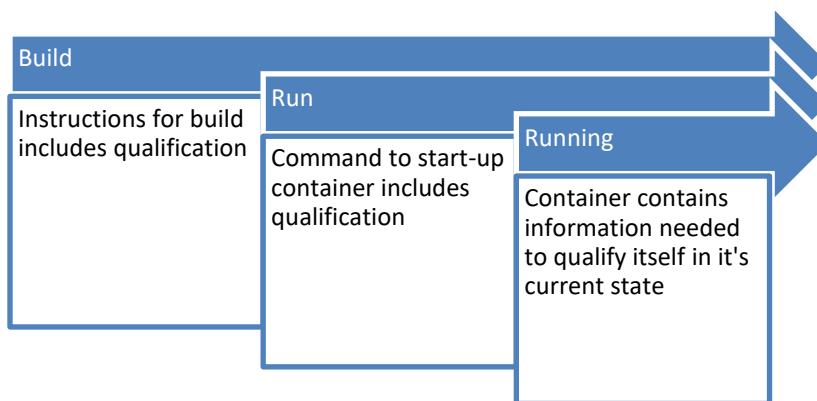 Build
Instructions for build
includes qualification
Run
Command to start-up
container includes
qualification
Running
Container contains
information needed
to qualify itself in it's
current state